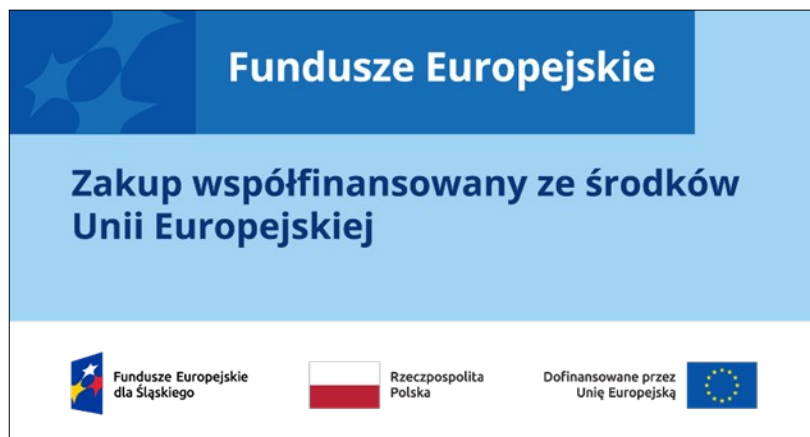 Fundusze Europejskie
Zakup współfinansowany ze środków
Unii Europejskiej
Fundusze Europejskie
dla Śląskiego
Rzeczpospolita
Polska
Dofinansowane przez
Unię Europejską